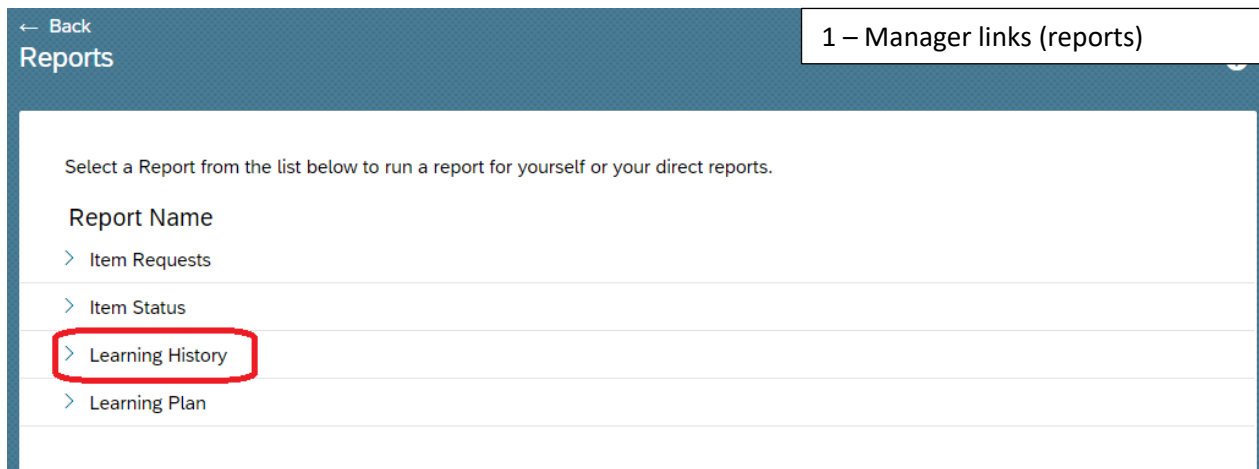 ← Back
Reports
1 – Manager links (reports)
Select a Report from the list below to run a report for yourself or your direct reports.
Report Name
Item Requests
Item Status
Learning History
Learning Plan